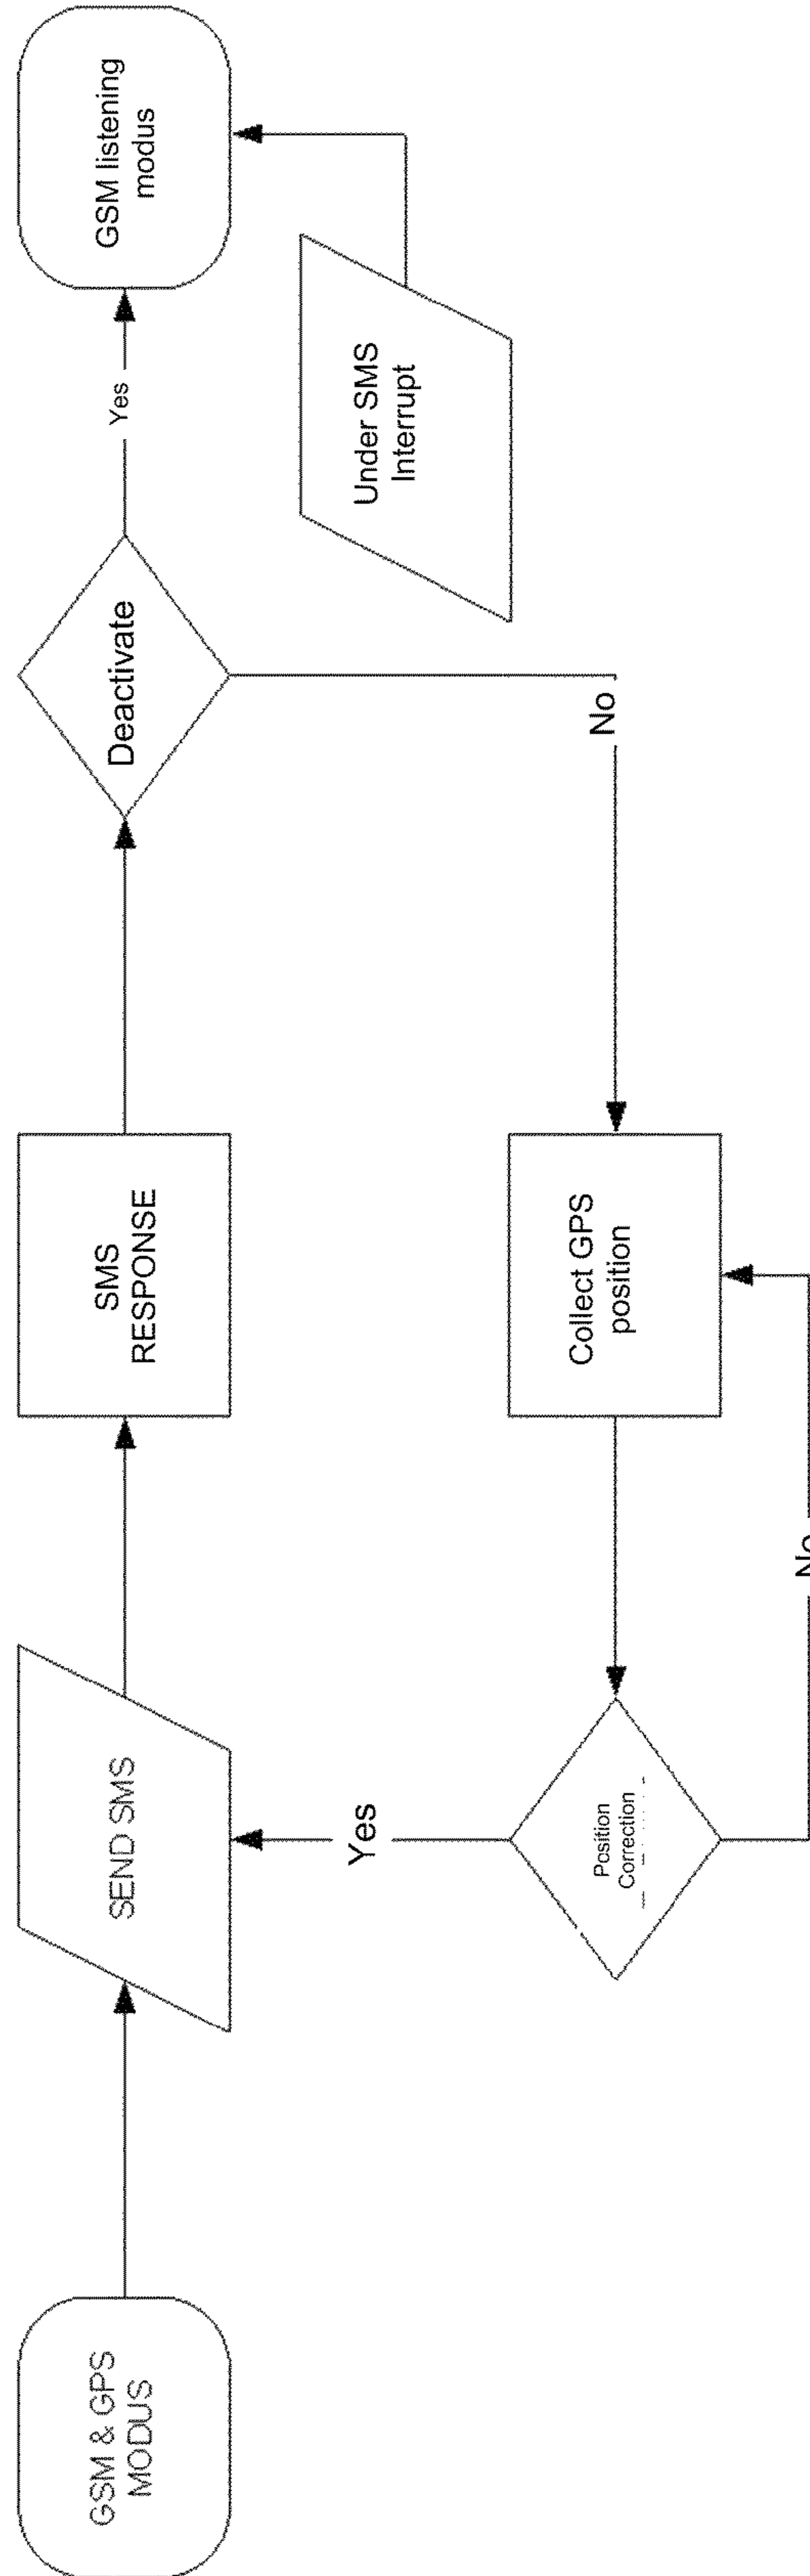 GSM & GPS
MODUS
SEND SMS
SMS
RESPONSE
Deactivate
Yes
GSM listening
modus
Under SMS
Interrupt
No
Collect GPS
position
Position
Correction
Yes
No